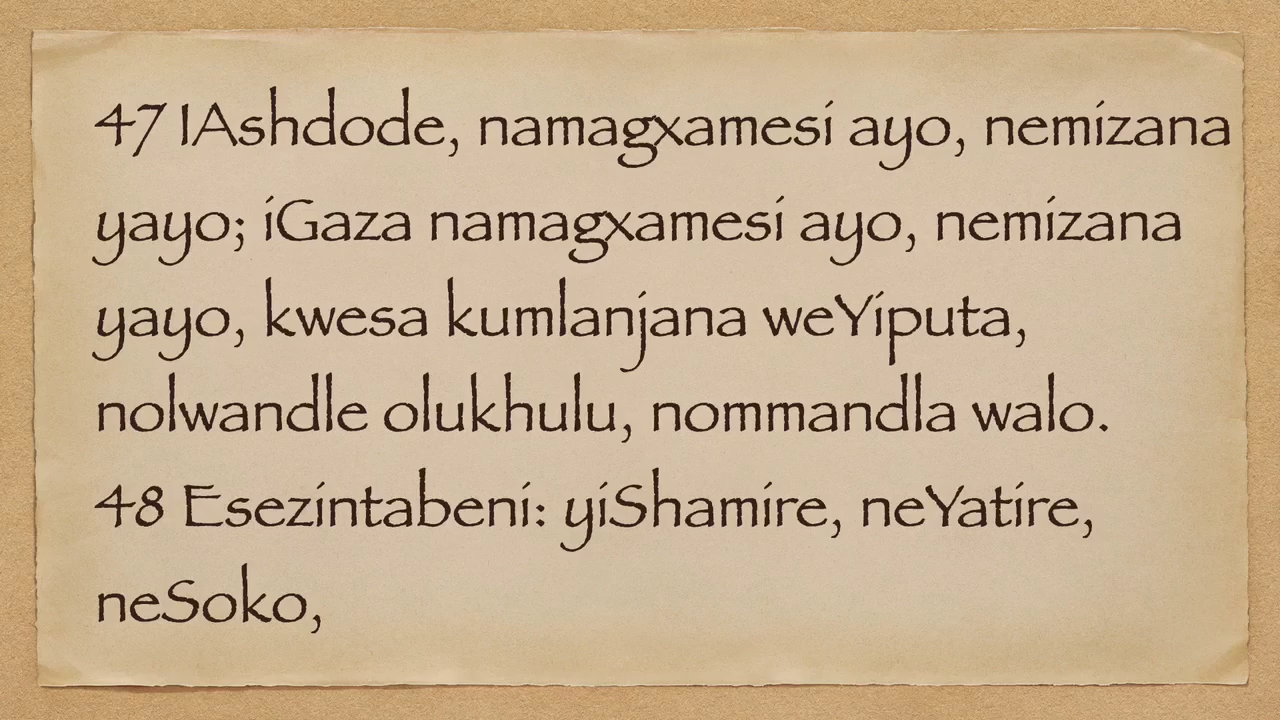 47 IAshdode, namagxamesi ayo, nemizana
yayo; iGaza namagxamesi ayo, nemizana
yayo, kwesa kumlanjana weYiputa,
nolwandle olukhulu, nommandla walo.
48 Esezintabeni: yiShamire, neYatire,
neSoko,